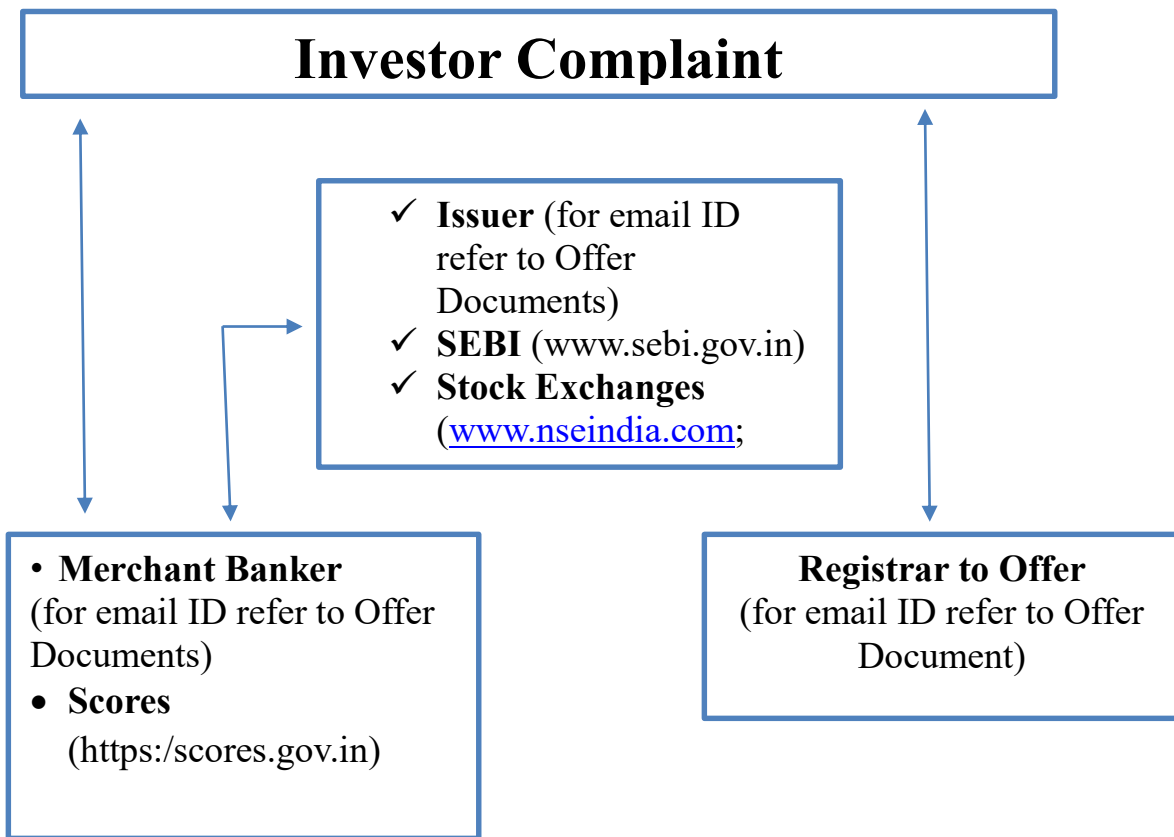 Investor Complaint
✓ Issuer (for email ID
refer to Offer
Documents)
✓ SEBI (www.sebi.gov.in)
✓ Stock Exchanges
(www.nseindia.com;
• Merchant Banker
(for email ID refer to Offer
Documents)
• Scores
(https:/scores.gov.in)
Registrar to Offer
(for email ID refer to Offer
Document)